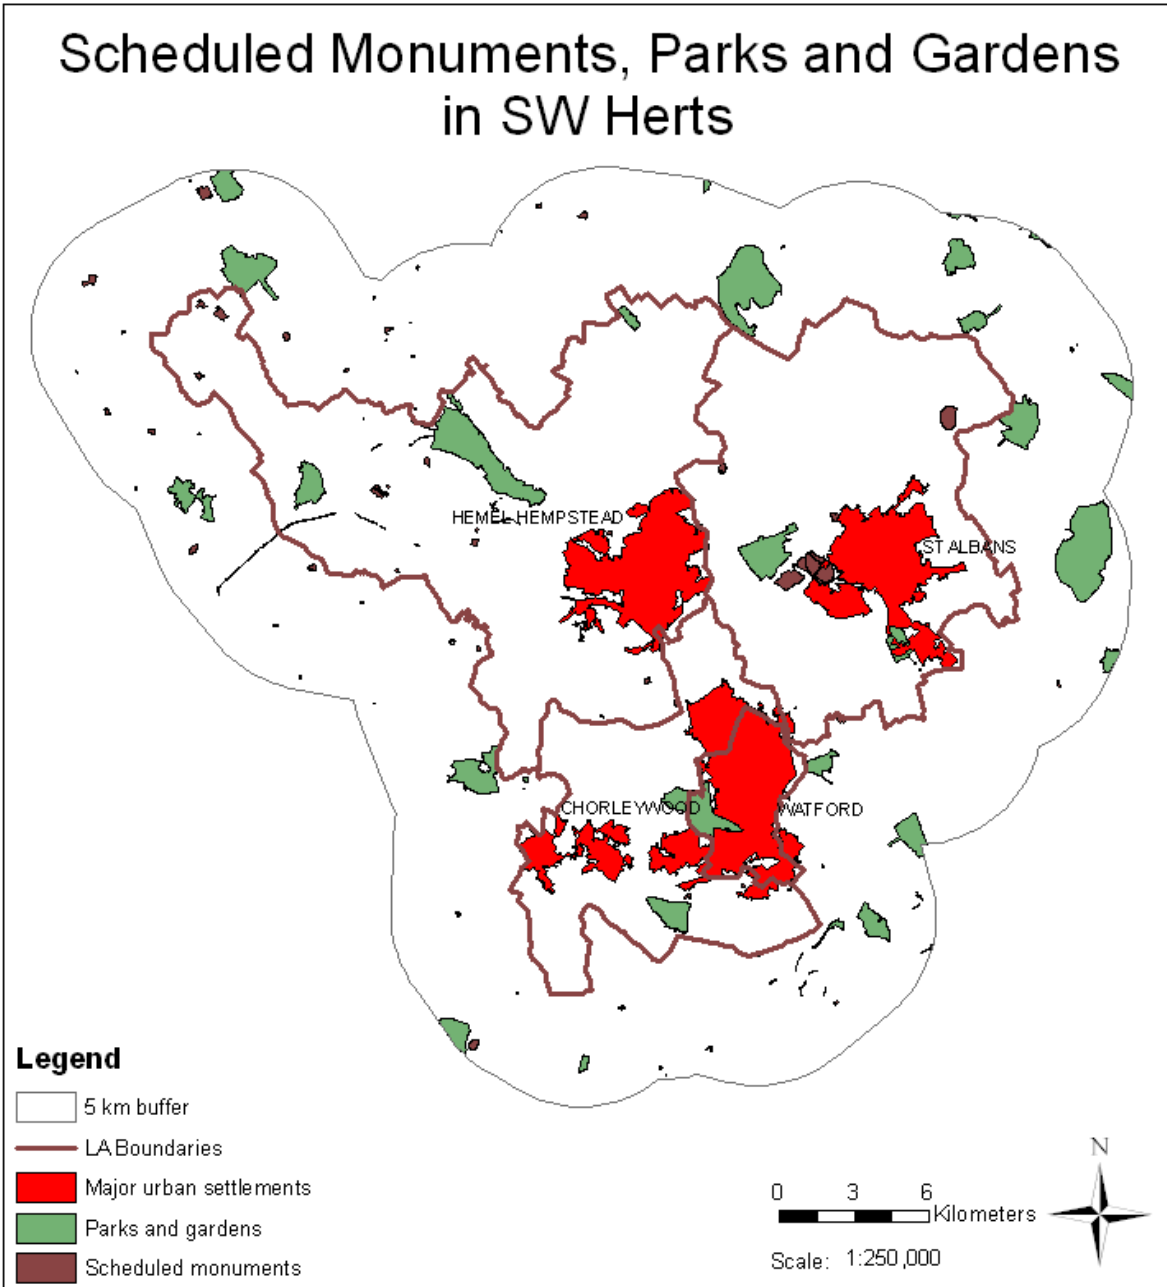 Scheduled Monuments, Parks and Gardens
in SW Herts
HEMEL HEMPSTEAD
ST ALBANS
CHORLEYWOOD
WATFORD
Legend
5 km buffer
LA Boundaries
Major urban settlements
Parks and gardens
Scheduled monuments
N
0 3 6
Kilometers
Scale: 1:250,000